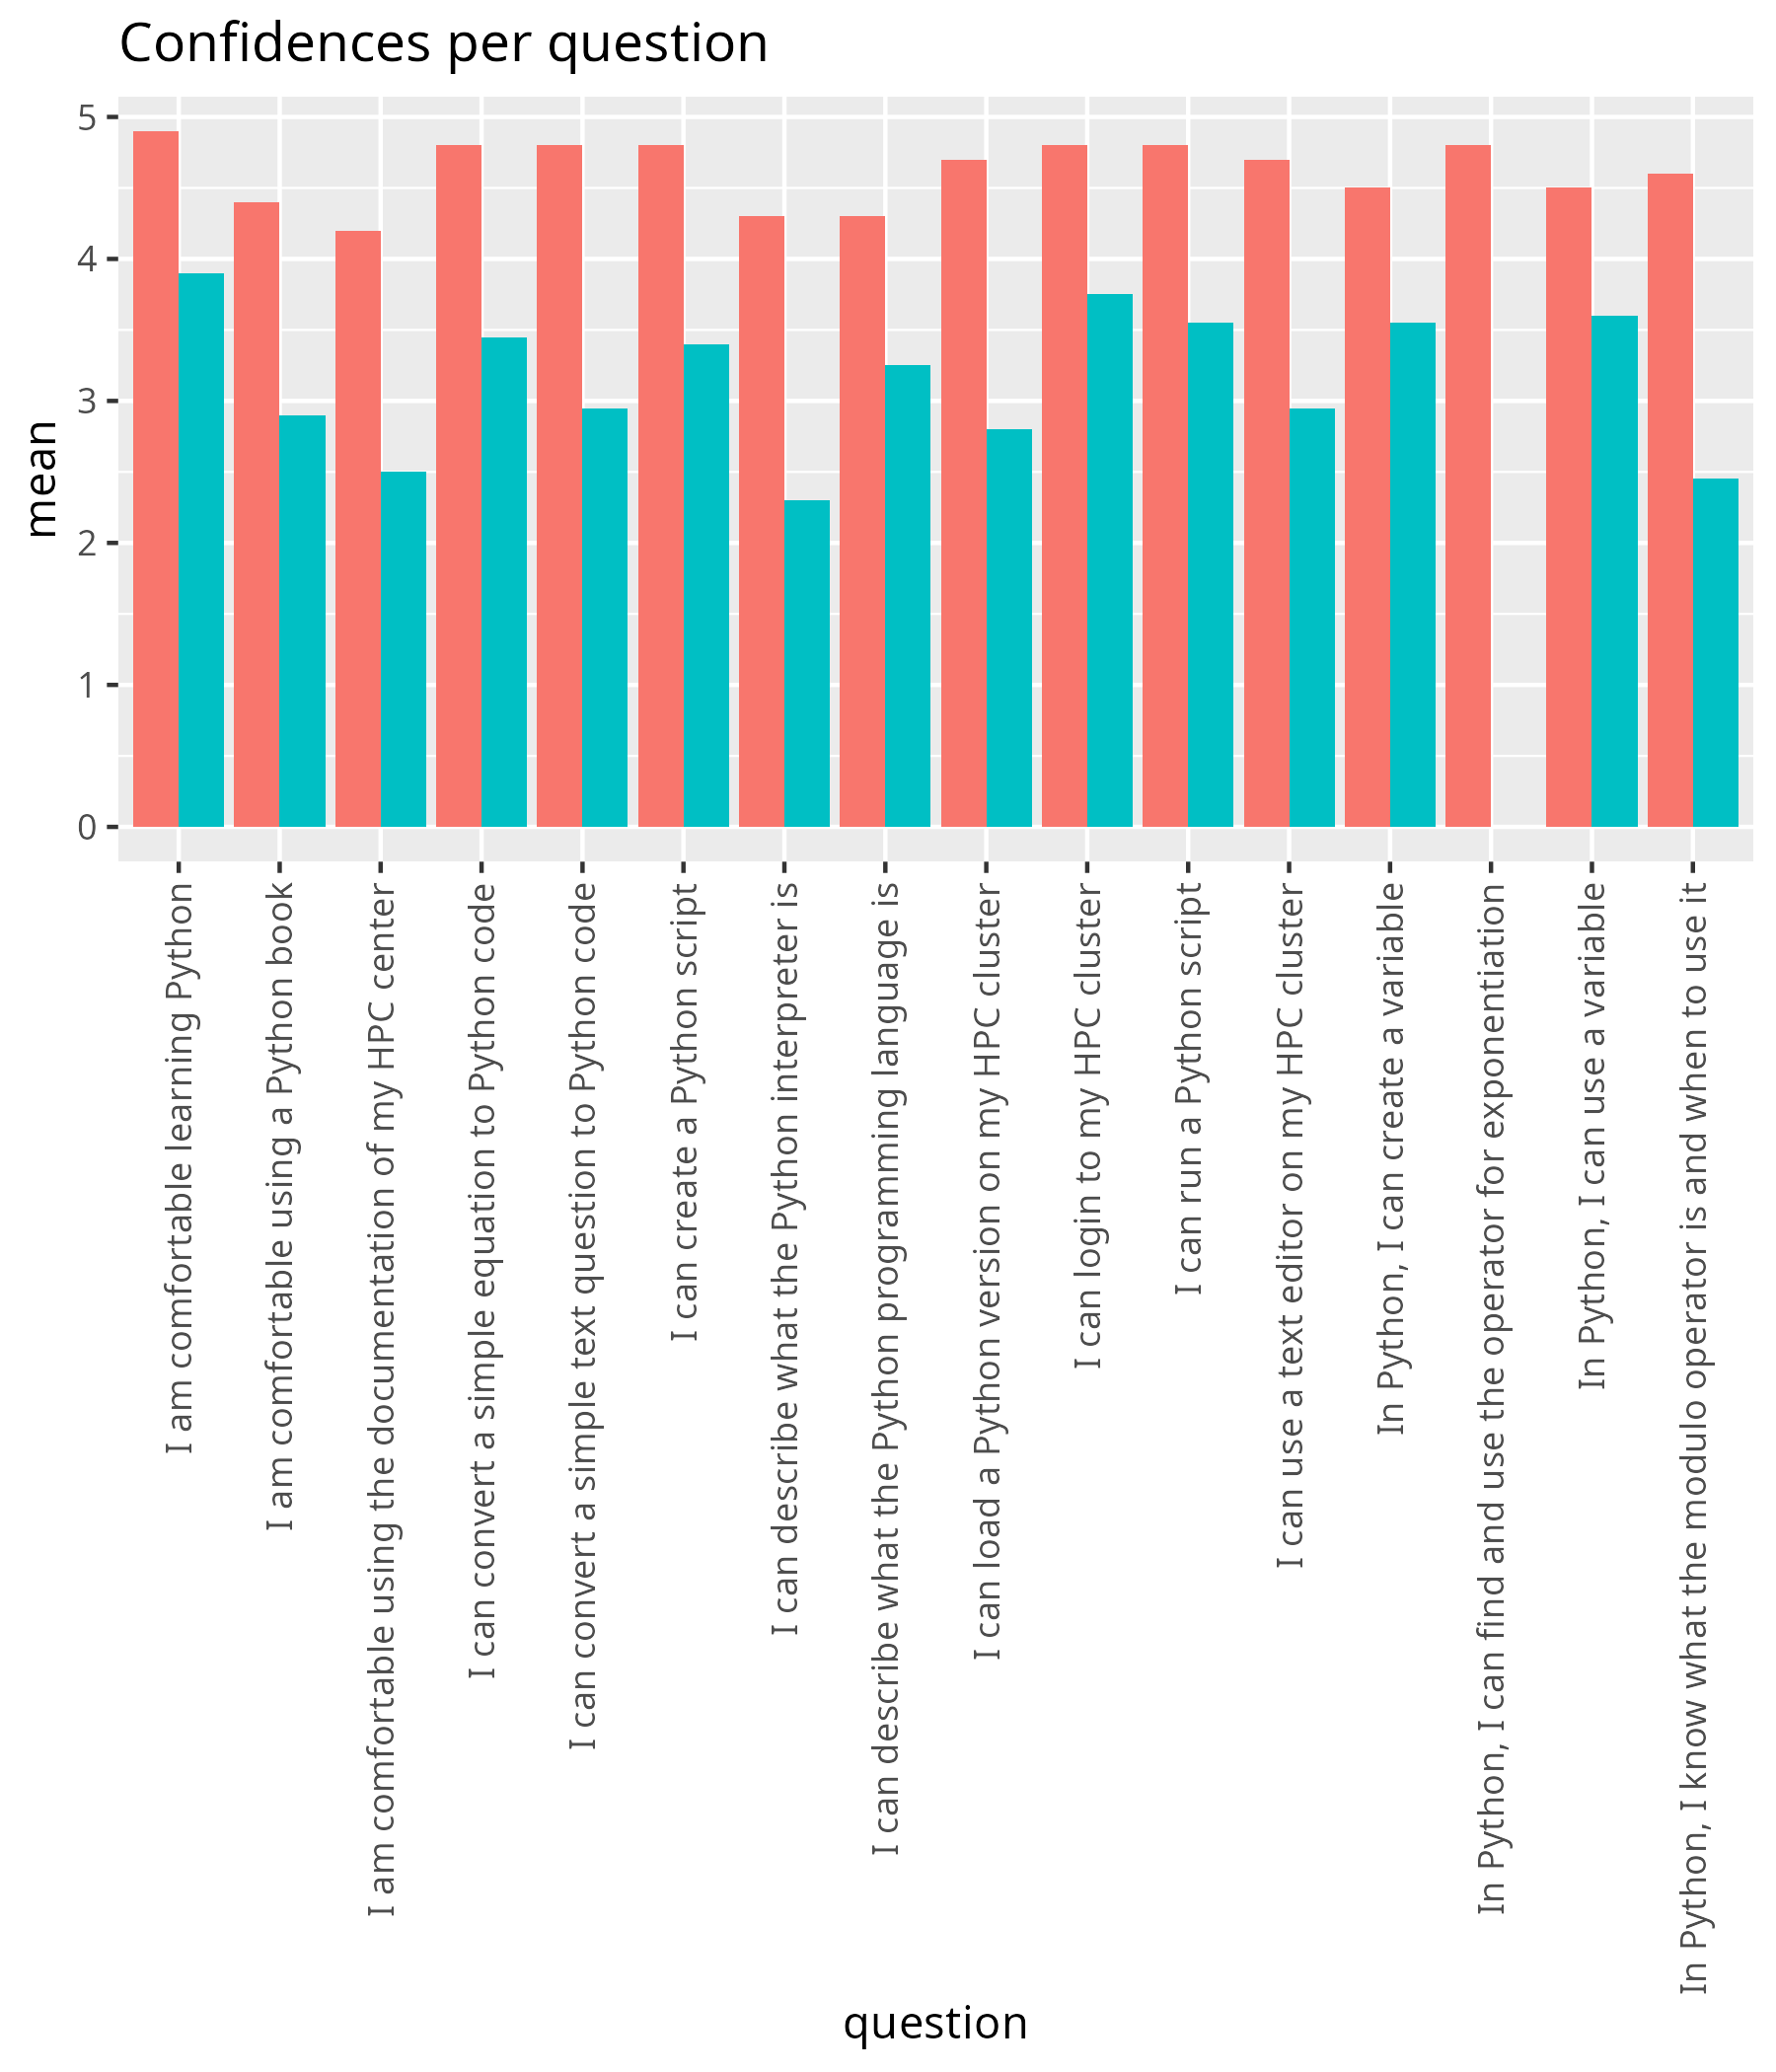 Confidences per question
5
4
3
2
1
0
mean
I am comfortable learning Python
I am comfortable using a Python book
I am comfortable using the documentation of my HPC center
I can convert a simple equation to Python code
I can convert a simple text question to Python code
I can create a Python script
I can describe what the Python interpreter is
I can describe what the Python programming language is
I can load a Python version on my HPC cluster
I can login to my HPC cluster
I can run a Python script
I can use a text editor on my HPC cluster
In Python, I can create a variable
In Python, I can find and use the operator for exponentiation
In Python, I can use a variable
In Python, I know what the modulo operator is and when to use it
question